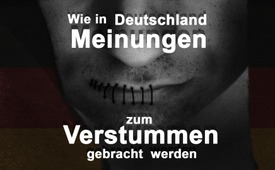 Wie in Deutschland
Meinungen
zum
Verstummen
gebracht werden